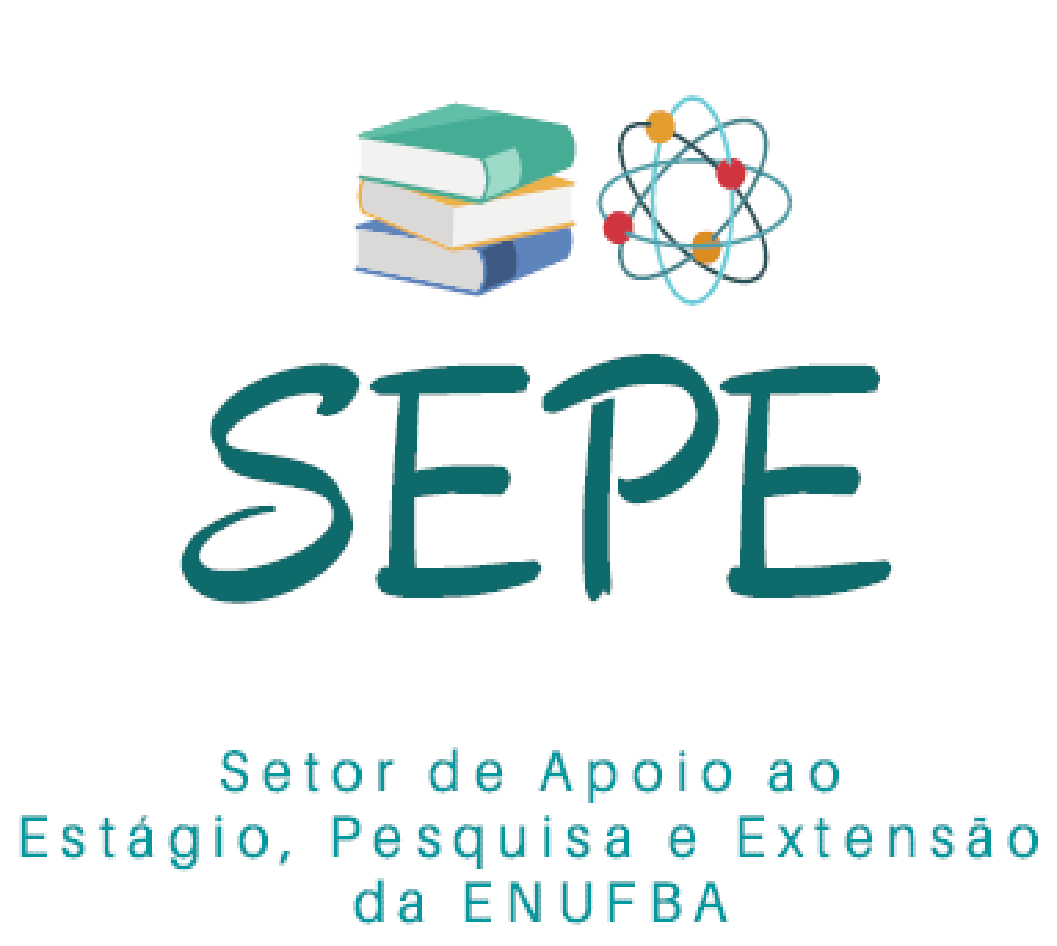 SEPE
Setor de Apoio ao
Estágio, Pesquisa e Extensão
da ENUFBA